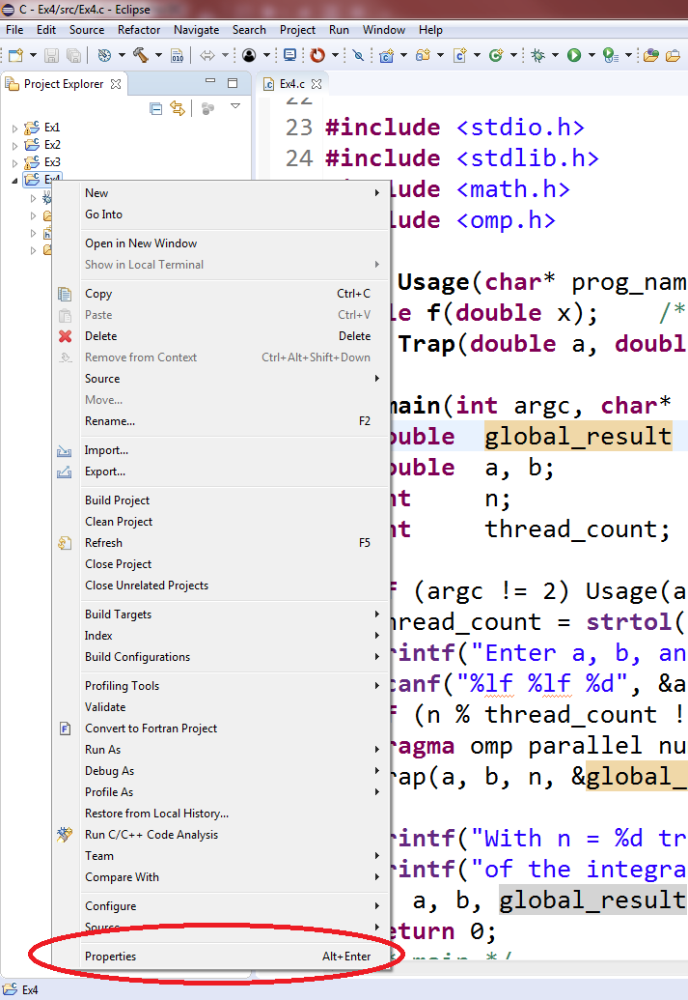 C - Ex4/src/Ex4.c - Eclipse
File Edit Source Refactor Navigate Search Project Run Window Help
010
Project Explorer
Ex4.c
Ex1
Ex2
Ex3
Ex4
22
23 #include <stdio.h>
24 #include <stdlib.h>
include <math.h>
lude <omp.h>
Usage(char* prog_nam
le f(double x); /*
Trap(double a, doubl
main(int argc, char*
ouble global_result
ouble a, b;
nt n;
nt thread_count;
f (argc != 2) Usage(a
hread_count = strtol(
rintf("Enter a, b, an
canf("%lf %lf %d", &a
f (n % thread_count !
ragma omp parallel nu
rap(a, b, n, &global_
rintf("With n = %d tr
rintf("of the integra
a, b, global_result
eturn 0;
main */
New
Go Into
Open in New Window
Show in Local Terminal
Copy Ctrl+C
Paste Ctrl+V
Delete Delete
Remove from Context Ctrl+Alt+Shift+Down
Source
Move...
Rename... F2
Import...
Export...
Build Project
Clean Project
Refresh F5
Close Project
Close Unrelated Projects
Build Targets
Index
Build Configurations
Profiling Tools
Validate
Convert to Fortran Project
Run As
Debug As
Profile As
Restore from Local History...
Run C/C++ Code Analysis
Team
Compare With
Configure
Source
Properties Alt+Enter
Ex4